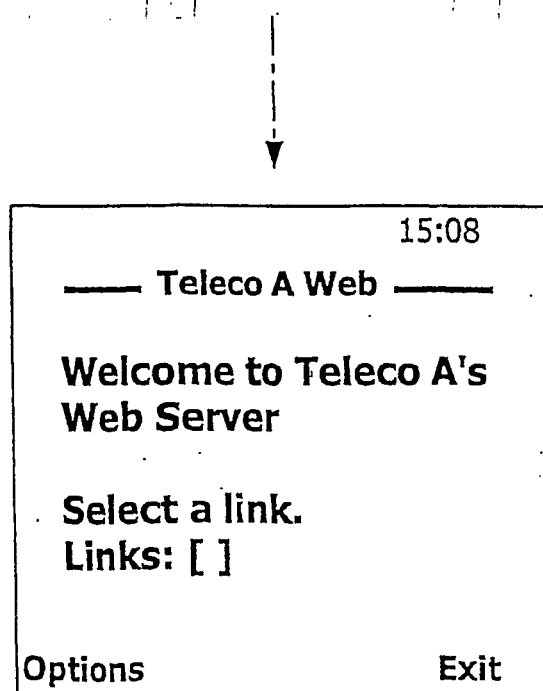 15:08
Teleco A Web
Welcome to Teleco A's
Web Server
Select a link.
Links: [ ]
Options Exit